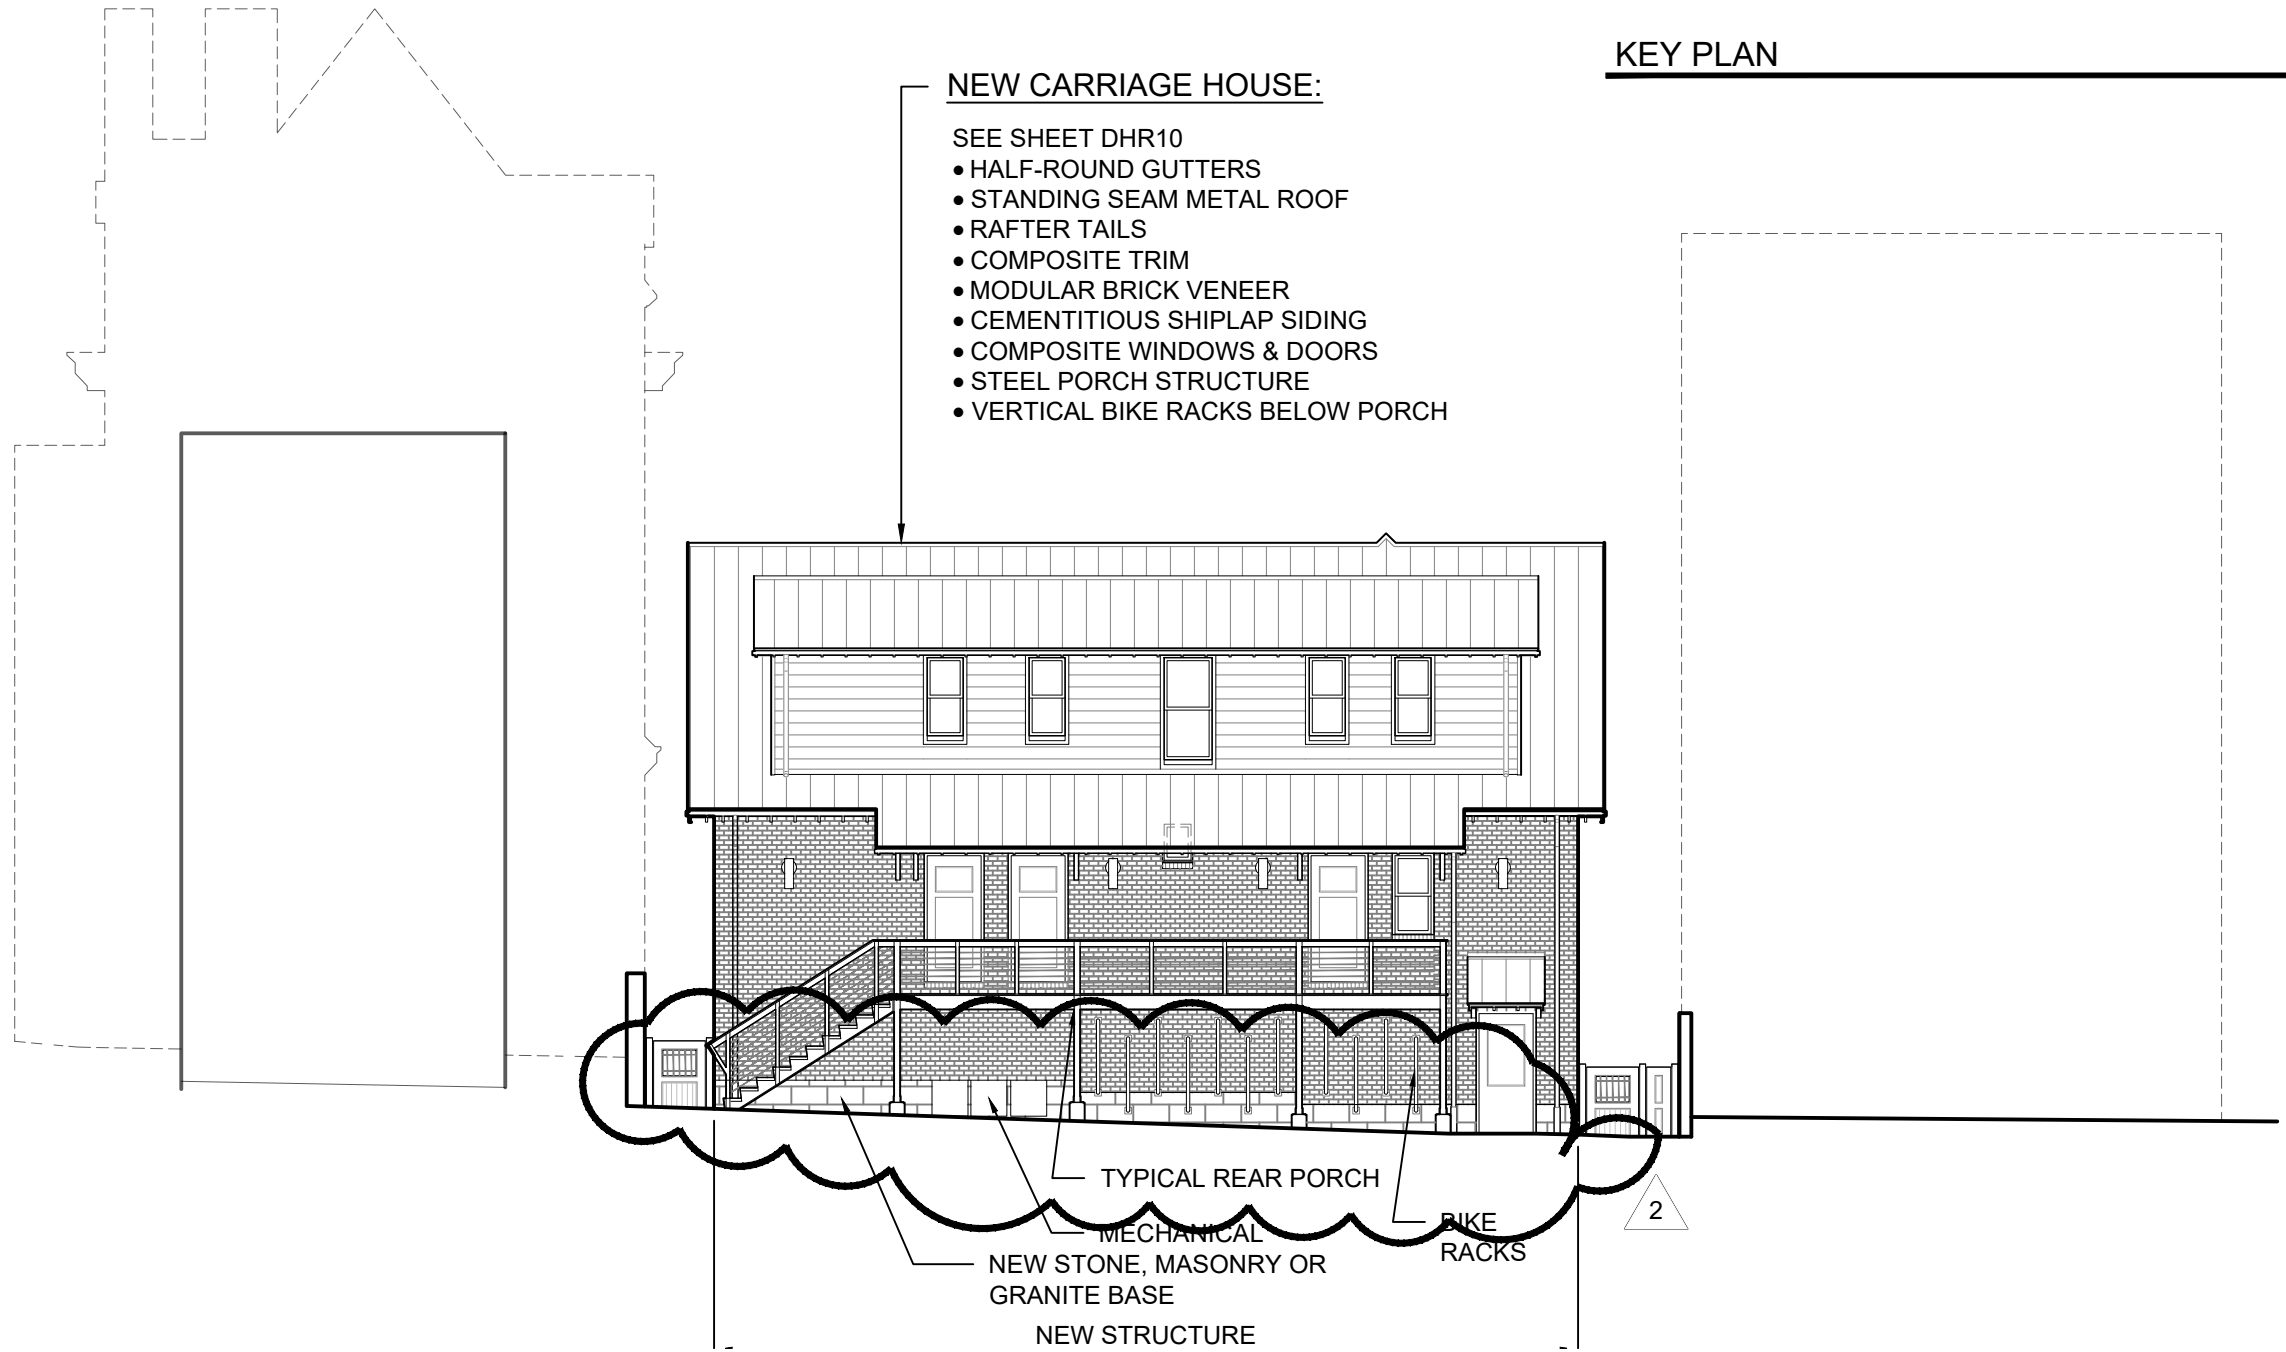 KEY PLAN
NEW CARRIAGE HOUSE:
SEE SHEET DHR10
• HALF-ROUND GUTTERS
• STANDING SEAM METAL ROOF
• RAFTER TAILS
• COMPOSITE TRIM
• MODULAR BRICK VENEER
• CEMENTITIOUS SHIPLAP SIDING
• COMPOSITE WINDOWS & DOORS
• STEEL PORCH STRUCTURE
• VERTICAL BIKE RACKS BELOW PORCH
TYPICAL REAR PORCH
2
MECHANICAL
BIKE
RACKS
NEW STONE, MASONRY OR
GRANITE BASE
NEW STRUCTURE